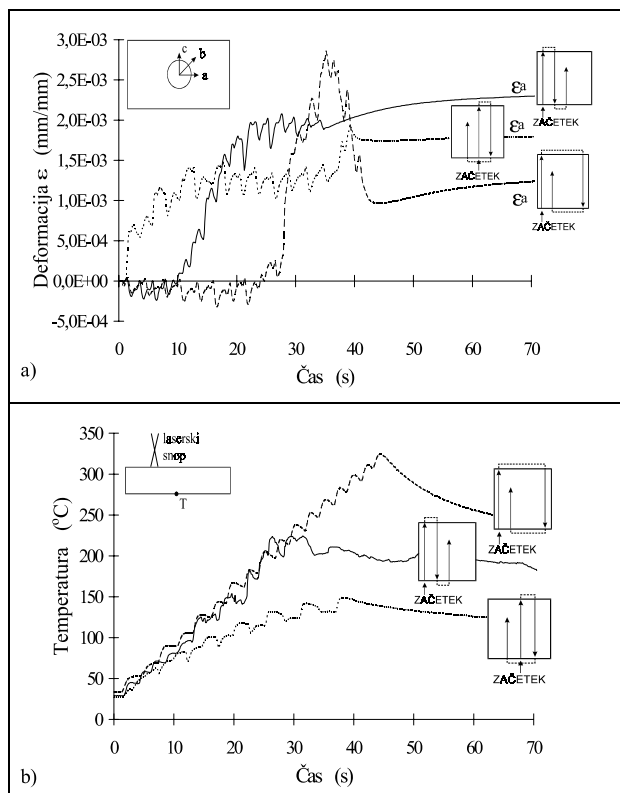 3,0E-03
2,5E-03
2,0E-03
1,5E-03
1,0E-03
5,0E-04
0,0E+00
-5,0E-04
Deformacija ε (mm/mm)
c
b
a
εa
ZAČETEK
εa
ZAČETEK
εa
ZAČETEK
0 10 20 30 40 50 60 70
Čas (s)
a)
350
300
250
200
150
100
50
0
Temperatura (°C)
laserski
snop
T
ZAČETEK
ZAČETEK
ZAČETEK
0 10 20 30 40 50 60 70
Čas (s)
b)